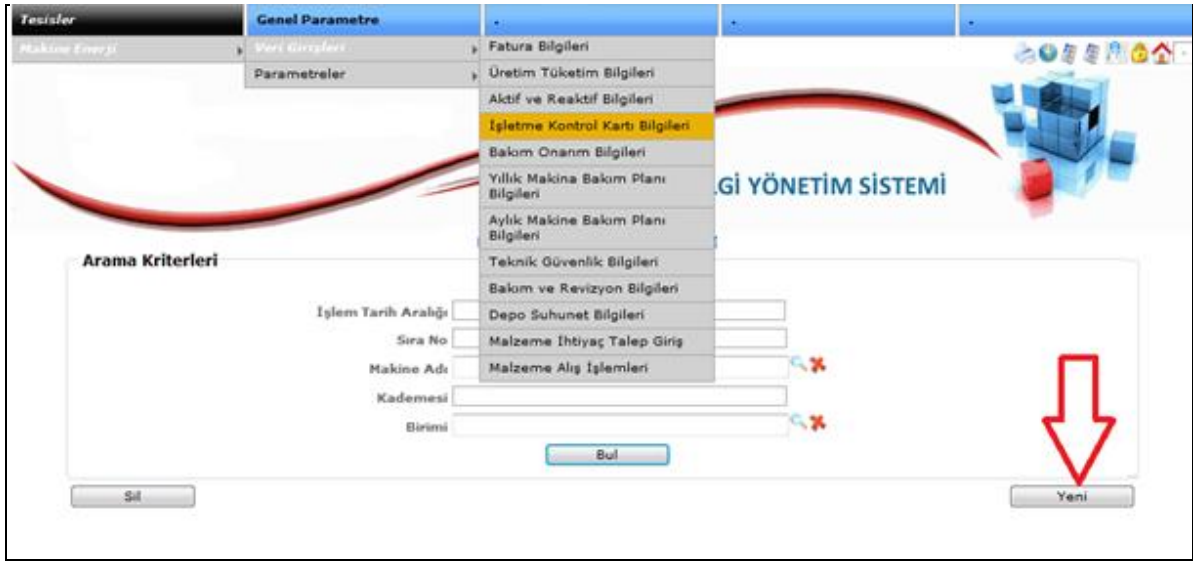 Tesisler
Genel Parametre
.
.
.
Makine Enerji
Veri Girişleri
Fatura Bilgileri
Parametreler
Üretim Tüketim Bilgileri
Aktif ve Reaktif Bilgileri
İşletme Kontrol Kartı Bilgileri
Bakım Onarım Bilgileri
Yıllık Makina Bakım Planı
Bilgileri
Aylık Makine Bakım Planı
Bilgileri
Teknik Güvenlik Bilgileri
Bakım ve Revizyon Bilgileri
Depo Suhunet Bilgileri
Malzeme İhtiyaç Talep Giriş
Malzeme Alış İşlemleri
LGİ YÖNETİM SİSTEMİ
Arama Kriterleri
İşlem Tarih Aralığı
Sıra No
Makine Adı
Kademesi
Birimi
Bul
Sil
Yeni